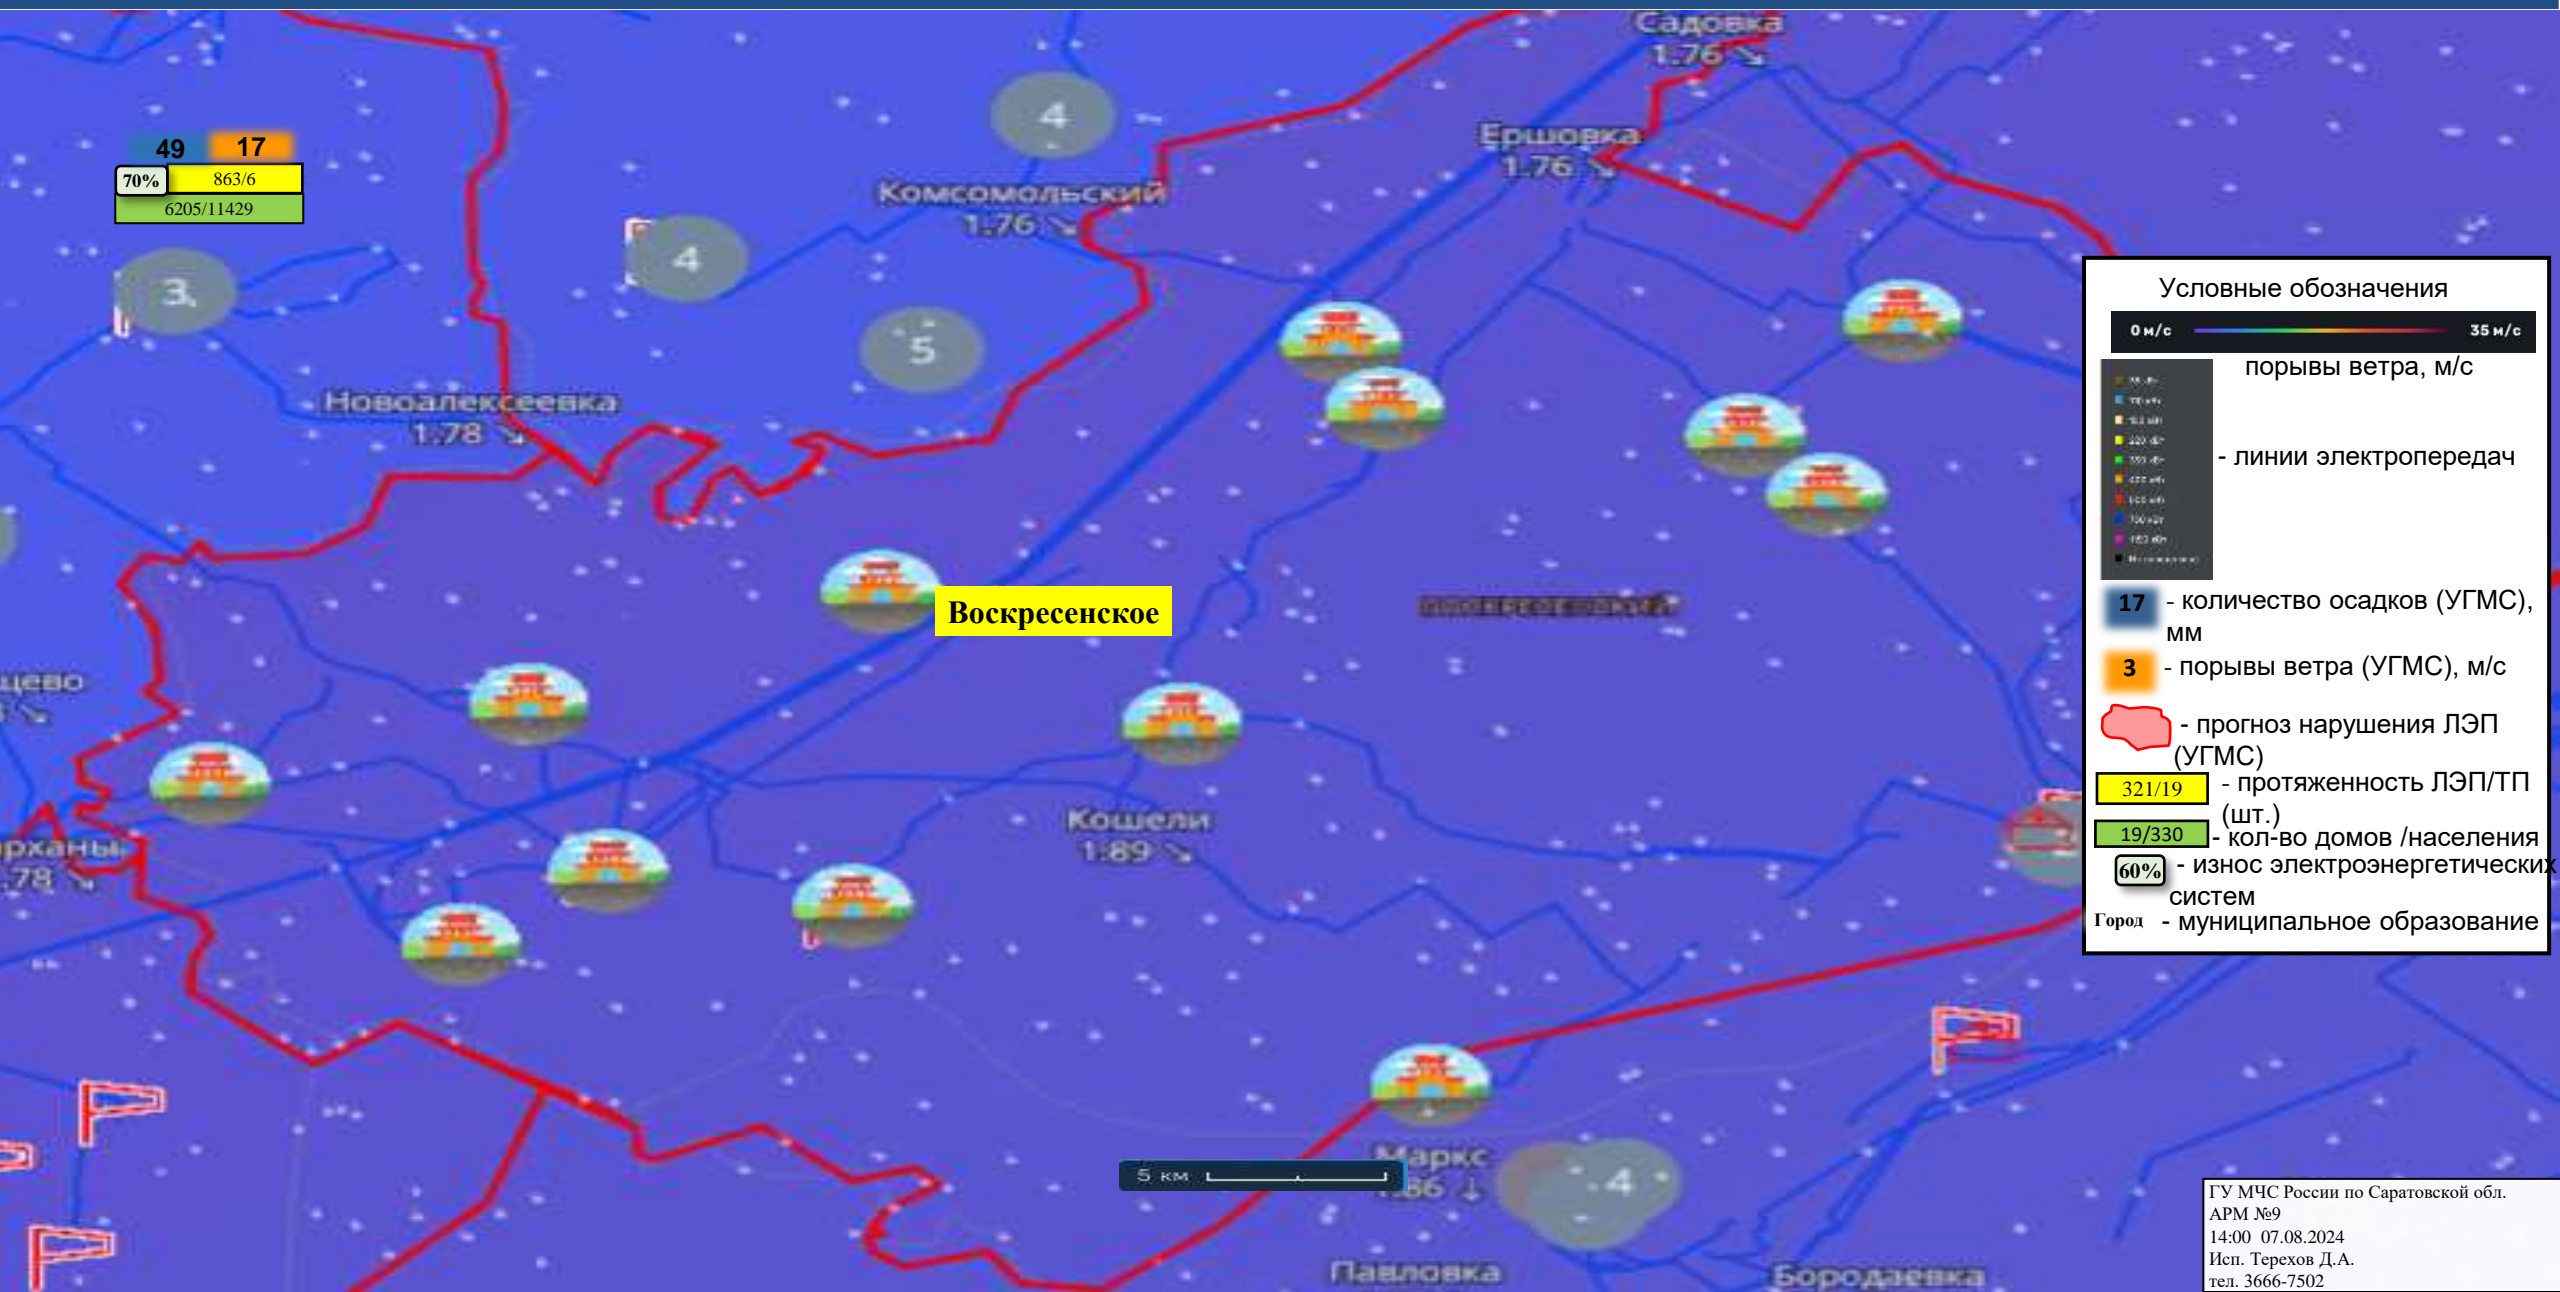 Садовка
1.76
4
Ершовка
1.76
49 17
70% 863/6
6205/11429
Комсомольский
1.76
4
3
5
Новоалексеевка
1.78
Воскресенское
щево
Кошели
1.89
рханы
.78
5 км
Маркс
.86
4
Павловка
Бородаевка
Условные обозначения
0 м/с 35 м/с
порывы ветра, м/с
- линии электропередач
17 - количество осадков (УГМС),
мм
3 - порывы ветра (УГМС), м/с
- прогноз нарушения ЛЭП
(УГМС)
321/19 - протяженность ЛЭП/ТП
(шт.)
19/330 - кол-во домов /населения
60% - износ электроэнергетических
систем
Город - муниципальное образование
ГУ МЧС России по Саратовской обл.
АРМ №9
14:00 07.08.2024
Исп. Терехов Д.А.
тел. 3666-7502